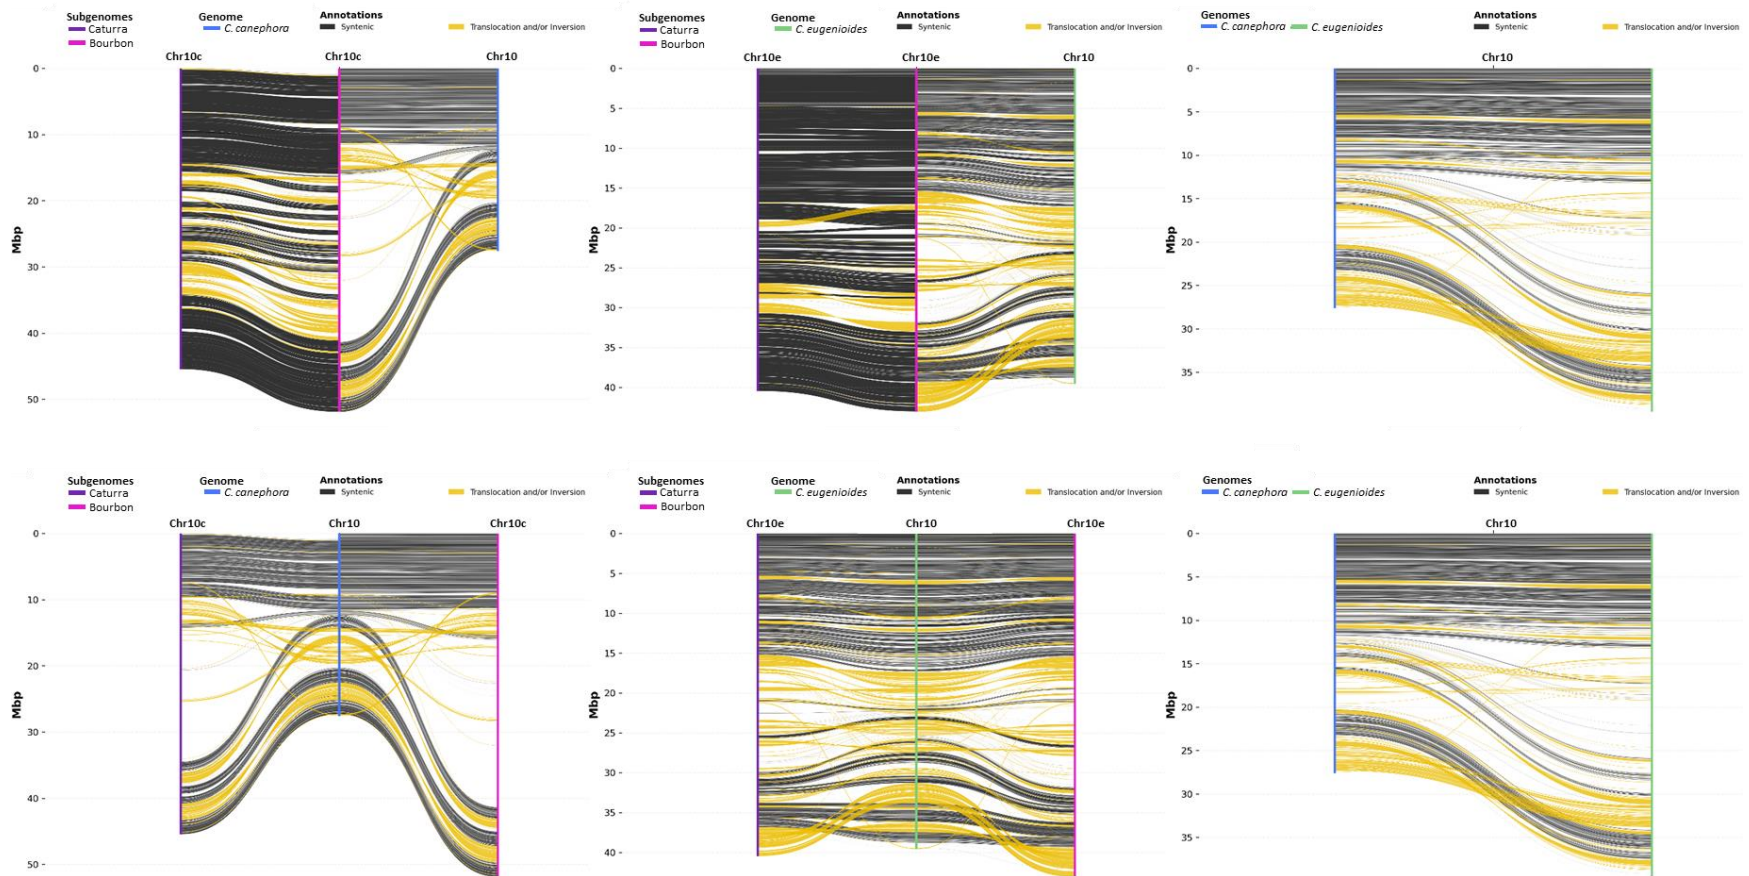 Subgenomes Genome Annotations
Caturra C. canephora Syntenic Translocation and/or Inversion
Bourbon
Chr10c Chr10c Chr10
0
10
20
30
40
50
Mbp
Subgenomes Genome Annotations
Caturra C. eugenioides Syntenic Translocation and/or Inversion
Bourbon
Chr10e Chr10e Chr10
0
5
10
15
20
25
30
35
40
Mbp
Genomes Annotations
C. canephora C. eugenioides Syntenic Translocation and/or Inversion
Chr10
0
5
10
15
20
25
30
35
Mbp
Subgenomes Genome Annotations
Caturra C. canephora Syntenic Translocation and/or Inversion
Bourbon
Chr10c Chr10 Chr10c
0
10
20
30
40
50
Mbp
Subgenomes Genome Annotations
Caturra C. eugenioides Syntenic Translocation and/or Inversion
Bourbon
Chr10e Chr10 Chr10e
0
5
10
15
20
25
30
35
40
Mbp
Genomes Annotations
C. canephora C. eugenioides Syntenic Translocation and/or Inversion
Chr10
0
5
10
15
20
25
30
35
Mbp